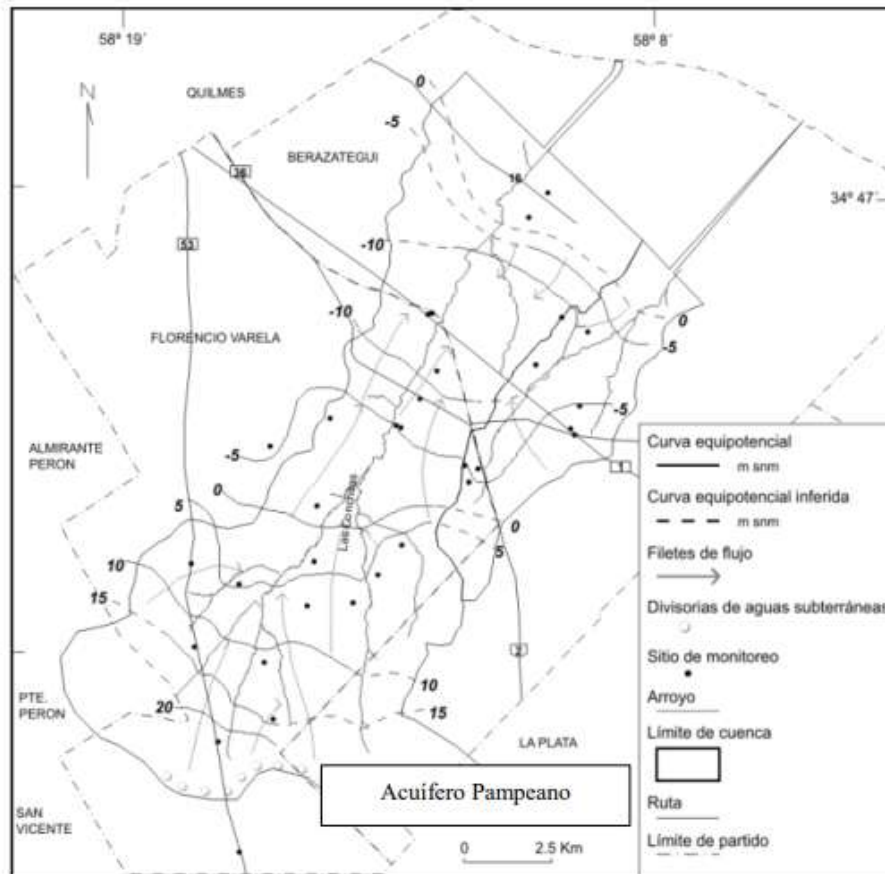 58º 19´
58º 8´
N
QUILMES
0
-5
BERAZATEGUI
36
16
34º 47´
53
-10
-10
0
-5
FLORENCIO VARELA
-5
ALMIRANTE
PERON
-5
0
5
1
0
5
Las Conchitas
10
15
2
20
10
15
PTE.
PERON
LA PLATA
SAN
VICENTE
Acuífero Pampeano
0
2.5 Km
Curva equipotencial
m snm
Curva equipotencial inferida
m snm
Filetes de flujo
Divisorias de aguas subterráneas
Sitio de monitoreo
Arroyo
Límite de cuenca
Ruta
Límite de partido